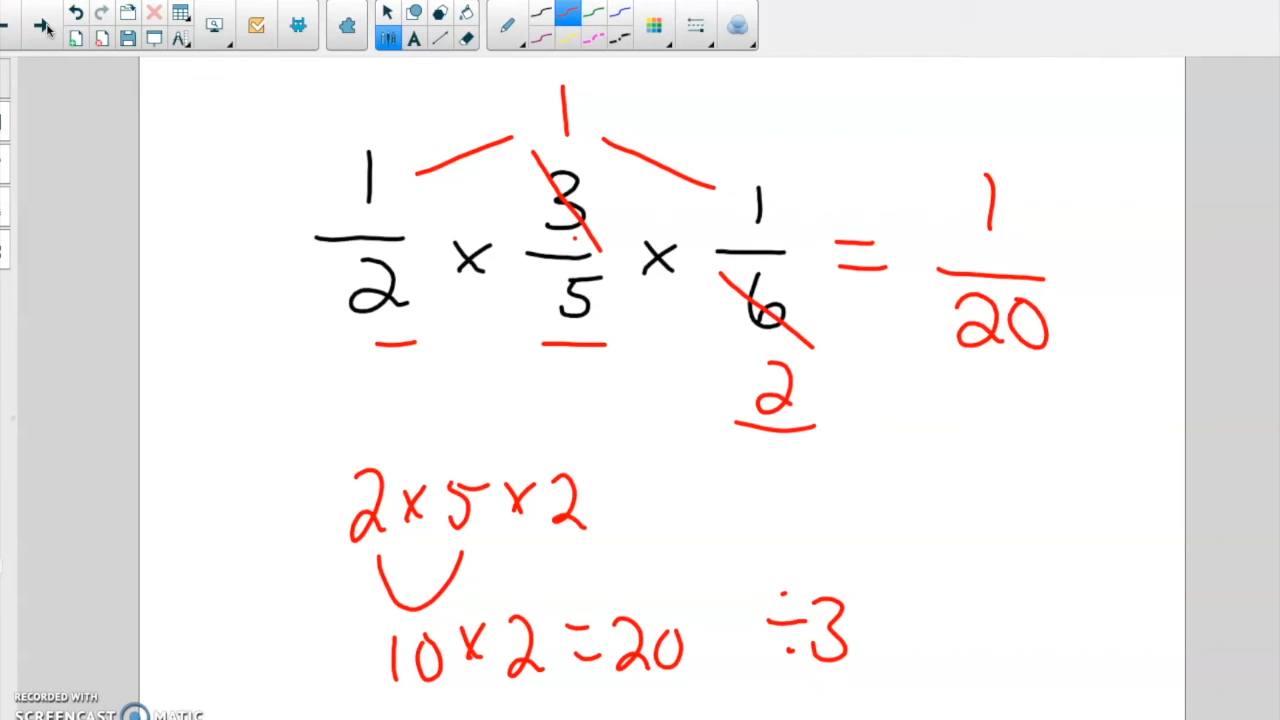 1
1/2 x 3/5 x 1/6 = 1/20
2
2 x 5 x 2
10 x 2 = 20
÷3
RECORDED WITH
SCREENCAST MATIC